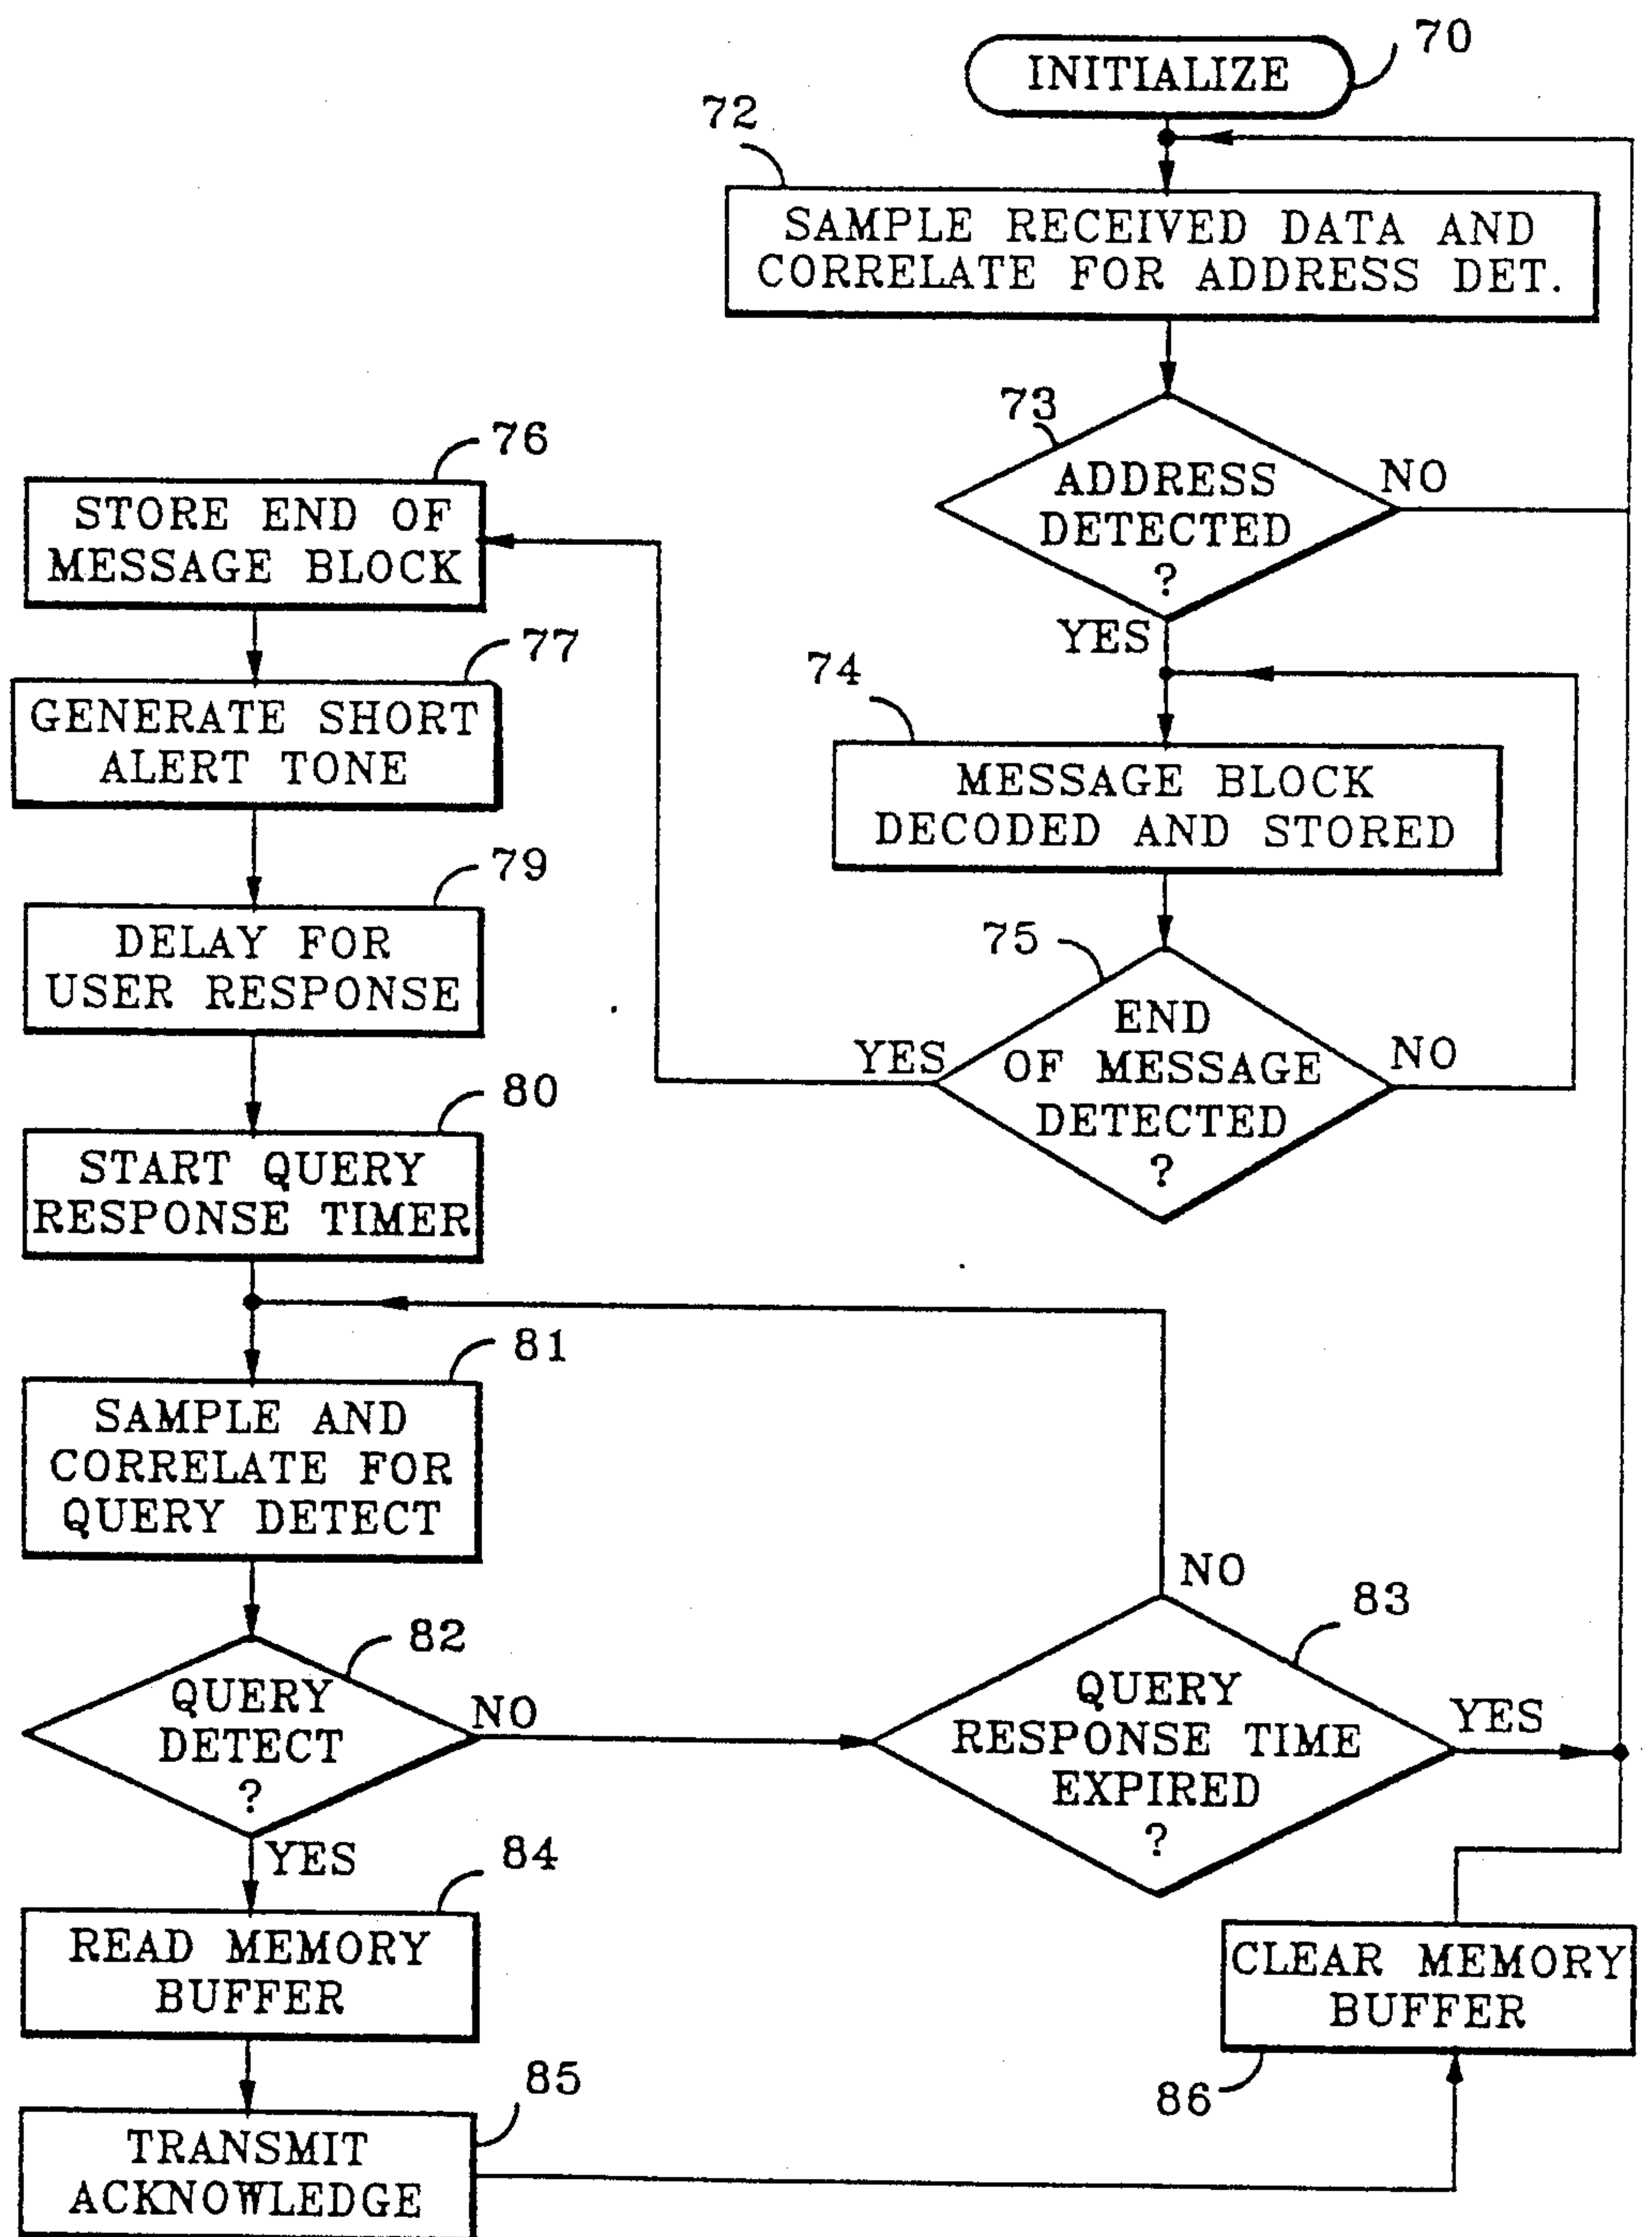 INITIALIZE
70
72
SAMPLE RECEIVED DATA AND
CORRELATE FOR ADDRESS DET.
73
ADDRESS
DETECTED
?
NO
YES
74
MESSAGE BLOCK
DECODED AND STORED
75
END
OF MESSAGE
DETECTED
?
YES
NO
76
STORE END OF
MESSAGE BLOCK
77
GENERATE SHORT
ALERT TONE
79
DELAY FOR
USER RESPONSE
80
START QUERY
RESPONSE TIMER
81
SAMPLE AND
CORRELATE FOR
QUERY DETECT
82
QUERY
DETECT
?
NO
YES
83
QUERY
RESPONSE TIME
EXPIRED
?
NO
YES
84
READ MEMORY
BUFFER
85
TRANSMIT
ACKNOWLEDGE
CLEAR MEMORY
BUFFER
86